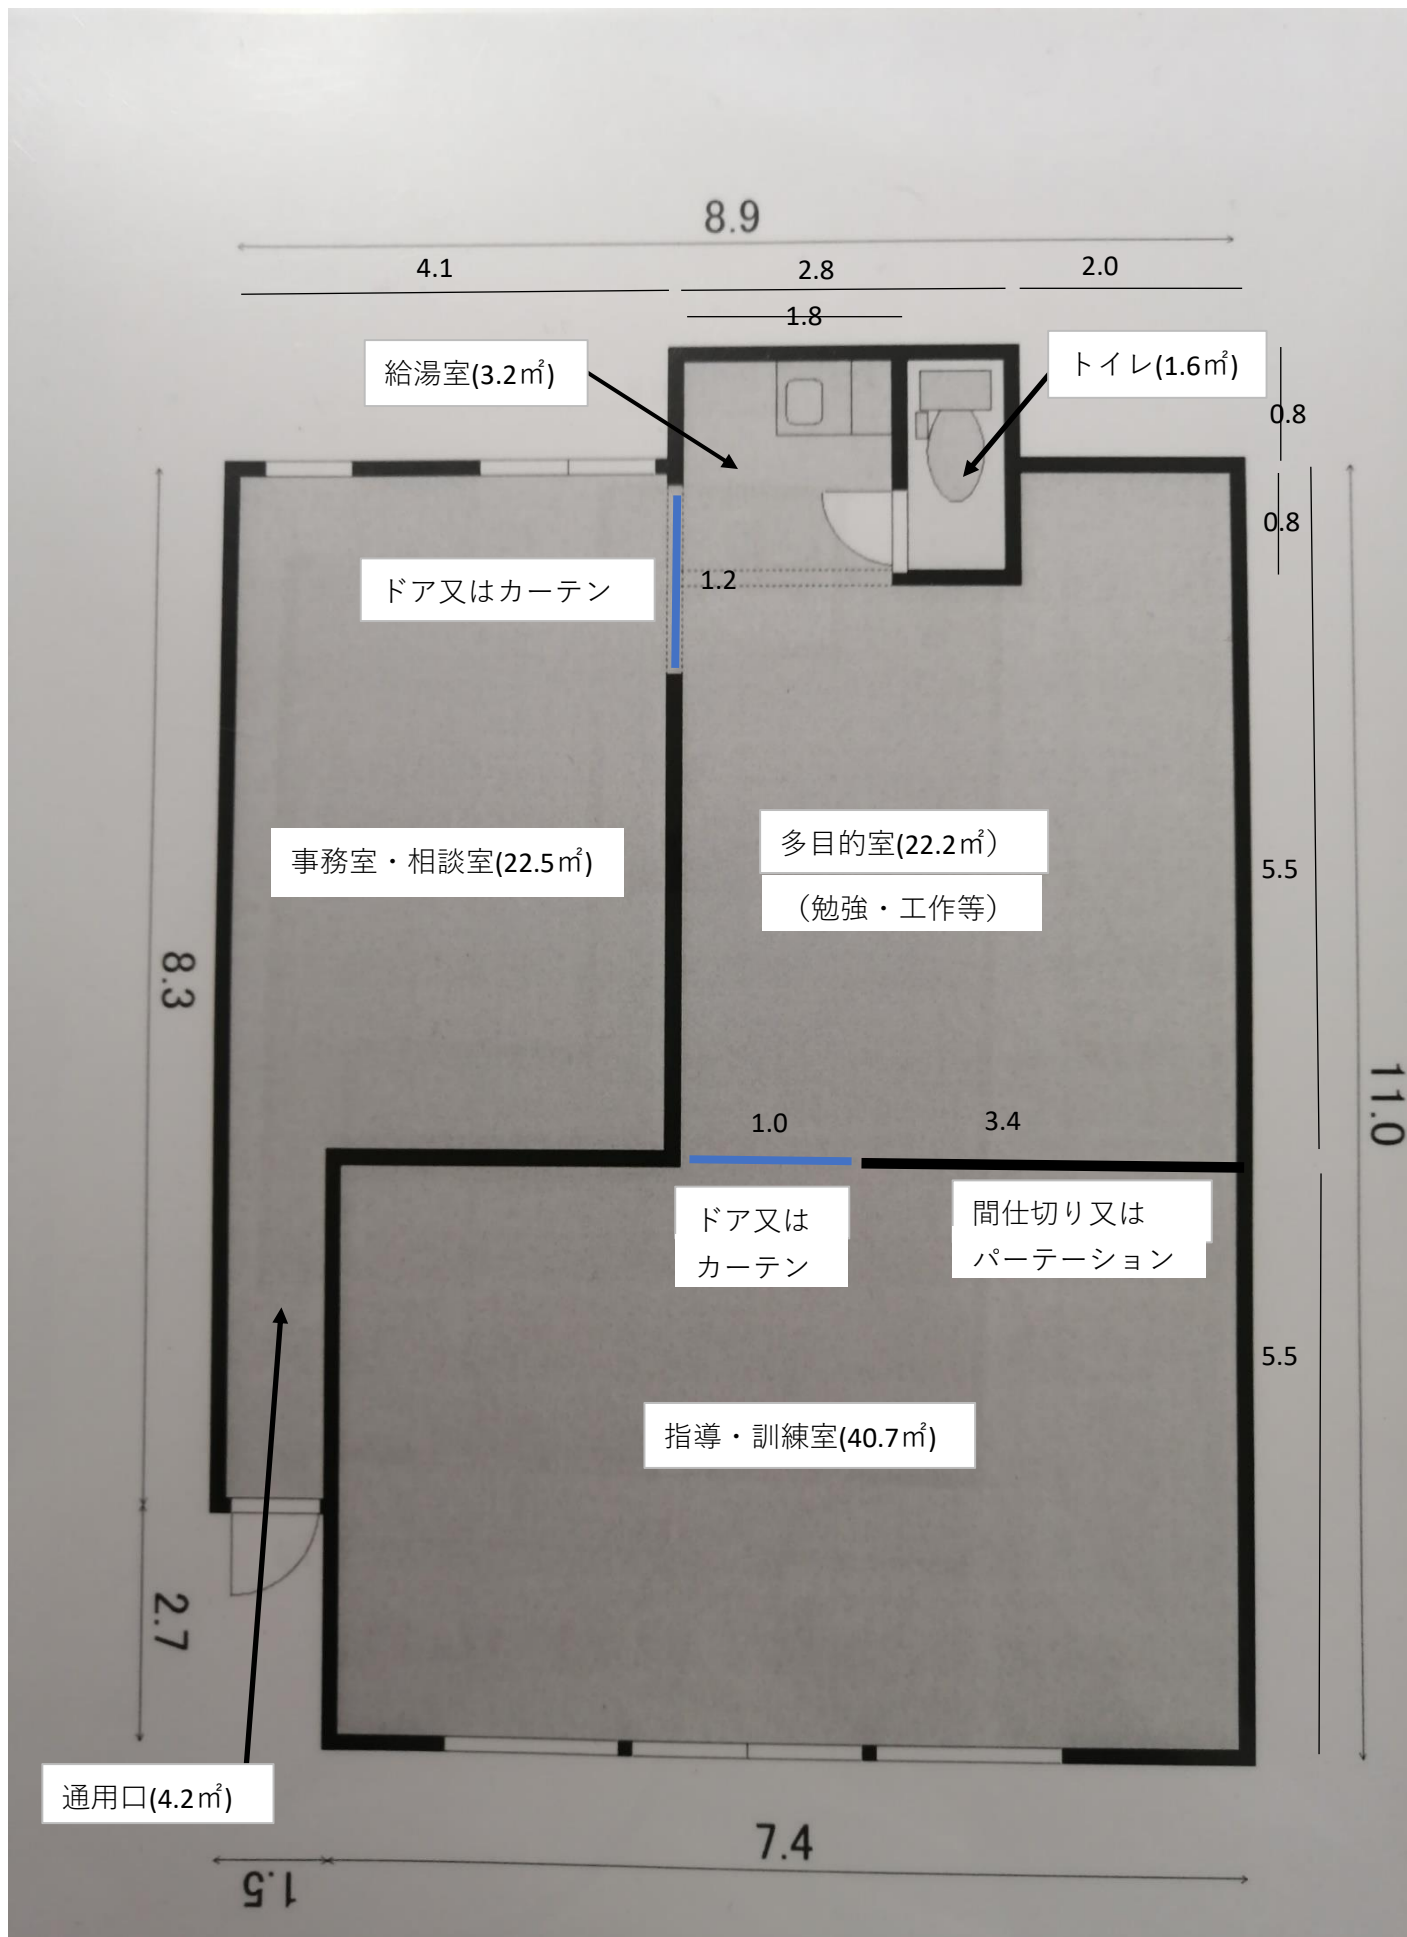 8.9
4.1
2.8
2.0
1.8
給湯室(3.2㎡)
トイレ(1.6㎡)
0.8
0.8
ドア又はカーテン
1.2
事務室・相談室(22.5㎡)
多目的室(22.2㎡）
（勉強・工作等）
5.5
8.3
11.0
1.0
3.4
ドア又は
カーテン
間仕切り又は
パーテーション
5.5
指導・訓練室(40.7㎡)
2.7
通用口(4.2㎡)
7.4
1.5